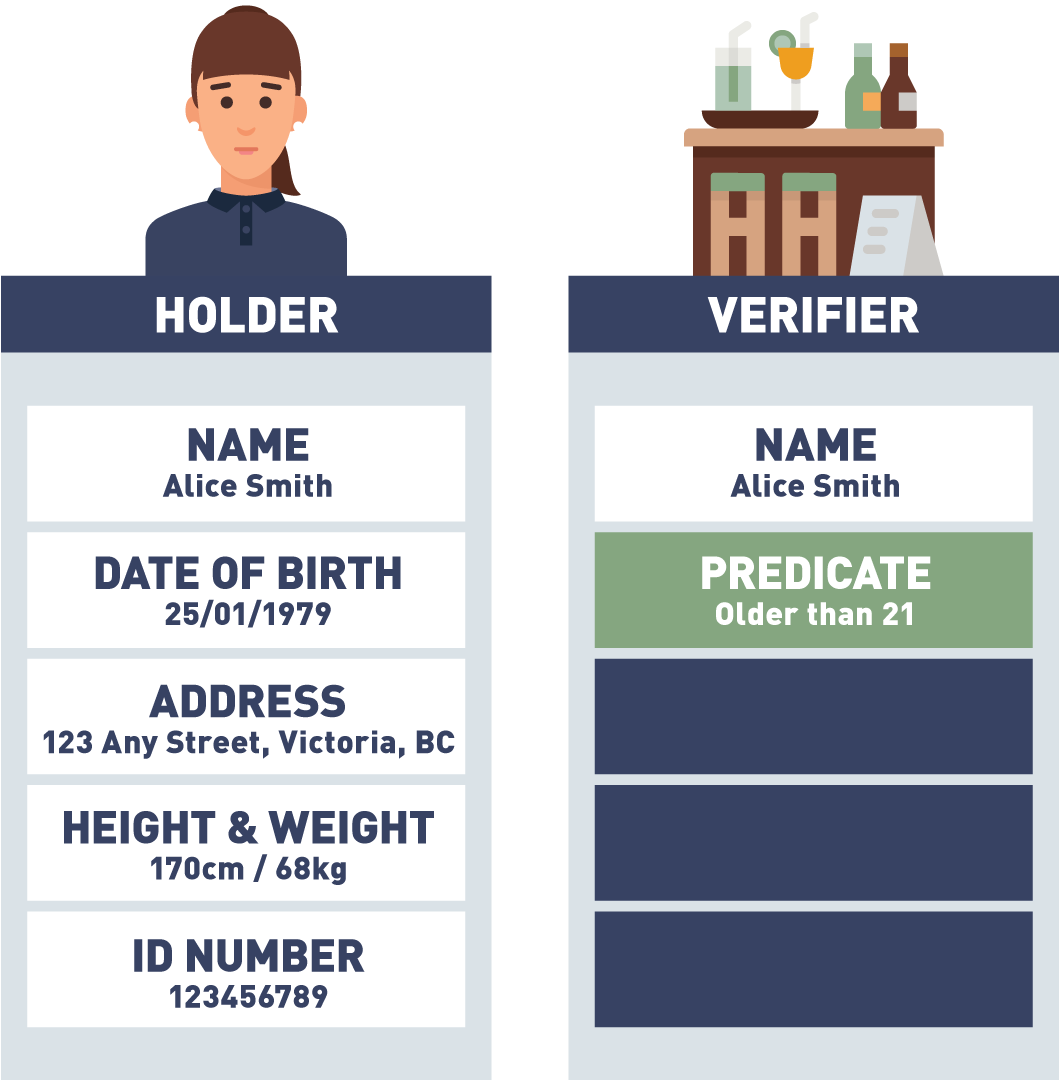 HOLDER
NAME
Alice Smith
DATE OF BIRTH
25/01/1979
ADDRESS
123 Any Street, Victoria, BC
HEIGHT & WEIGHT
170cm / 68kg
ID NUMBER
123456789
VERIFIER
NAME
Alice Smith
PREDICATE
Older than 21